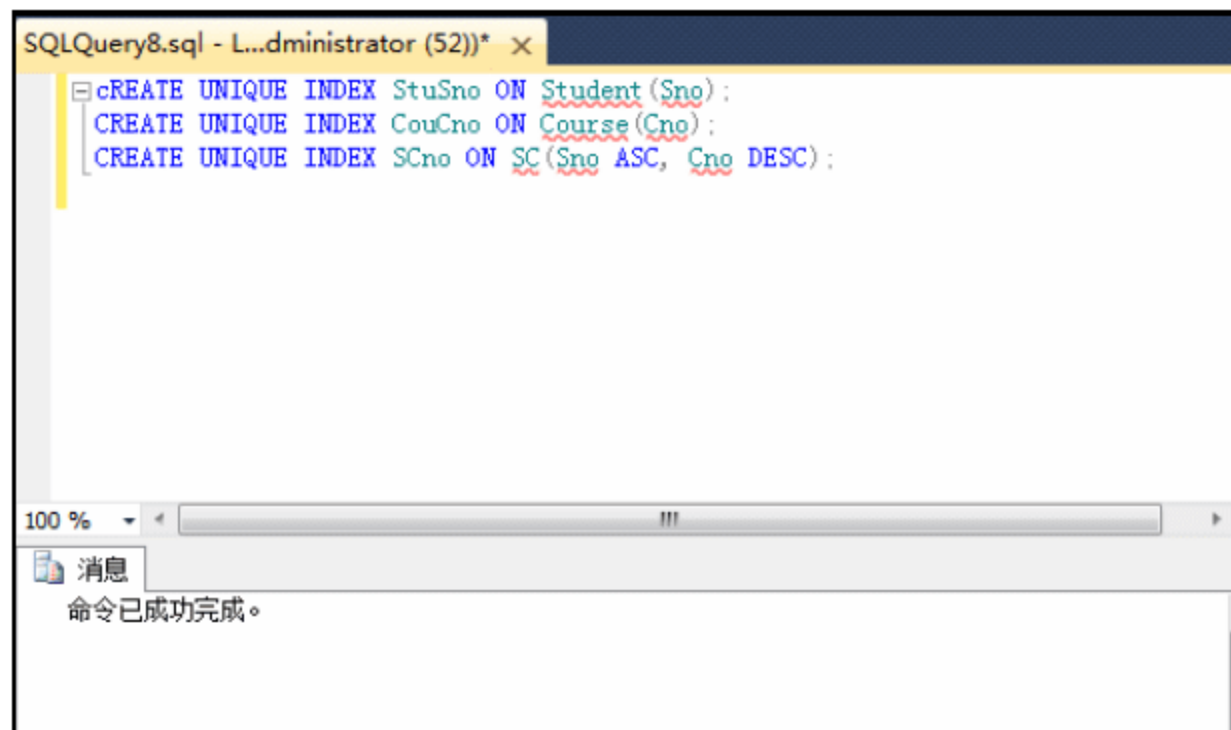 SQLQuery8.sql - L...dministrator (52))*
cREATE UNIQUE INDEX StuSno ON Student(Sno);
CREATE UNIQUE INDEX CouCno ON Course(Cno);
CREATE UNIQUE INDEX SCno ON SC(Sno ASC, Cno DESC);
100 %
消息
命令已成功完成。